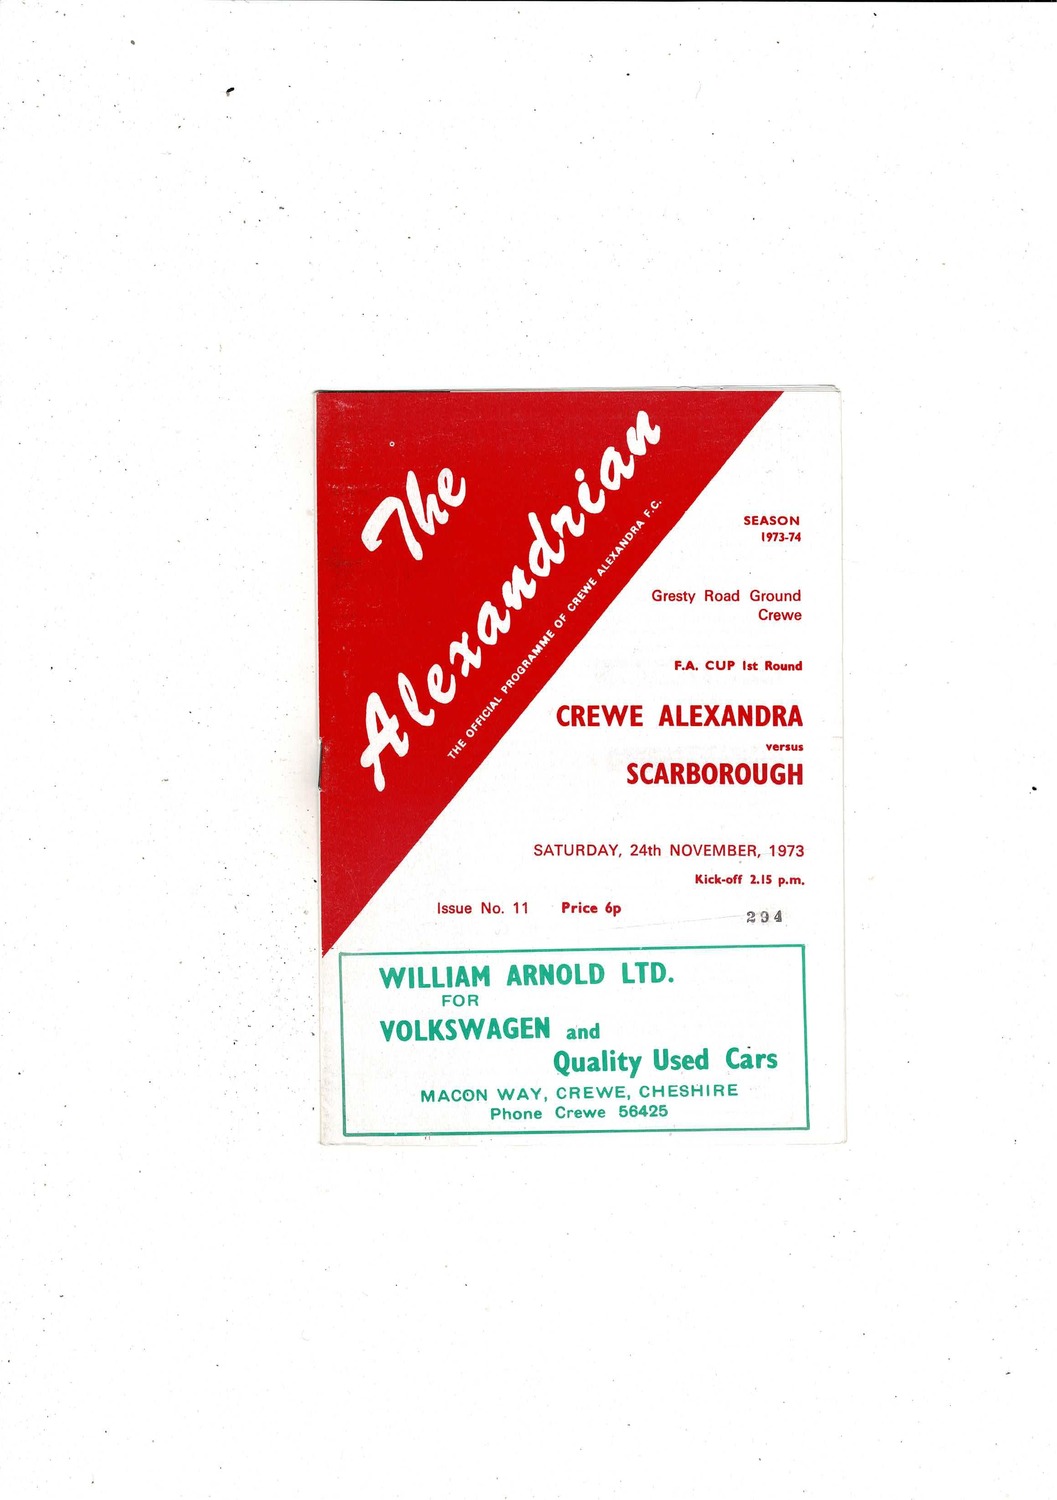 The
Alexandrian
THE OFFICIAL PROGRAMME OF CREWE ALEXANDRA F.C.
SEASON
1973-74
Gresty Road Ground
Crewe
F.A. CUP 1st Round
CREWE ALEXANDRA
versus
SCARBOROUGH
SATURDAY, 24th NOVEMBER, 1973
Kick-off 2.15 p.m.
Issue No. 11 Price 6p
294
WILLIAM ARNOLD LTD.
FOR
VOLKSWAGEN and
Quality Used Cars
MACON WAY, CREWE, CHESHIRE
Phone Crewe 56425